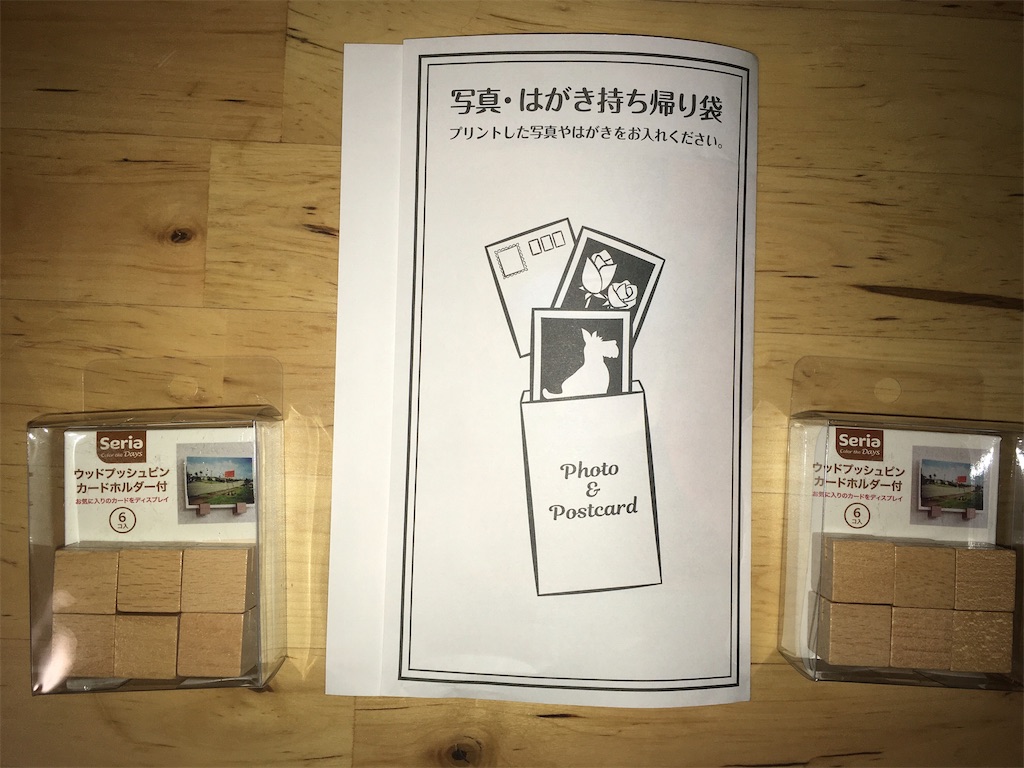 写真・はがき持ち帰り袋
プリントした写真やはがきをお入れください。
Photo
&
Postcard
Seria
Color the Days
ウッドプッシュピン
カードホルダー付
お気に入りのカードをディスプレイ
6
コ入
Seria
Color the Days
ウッドプッシュピン
カードホルダー付
お気に入りのカードをディスプレイ
6
コ入